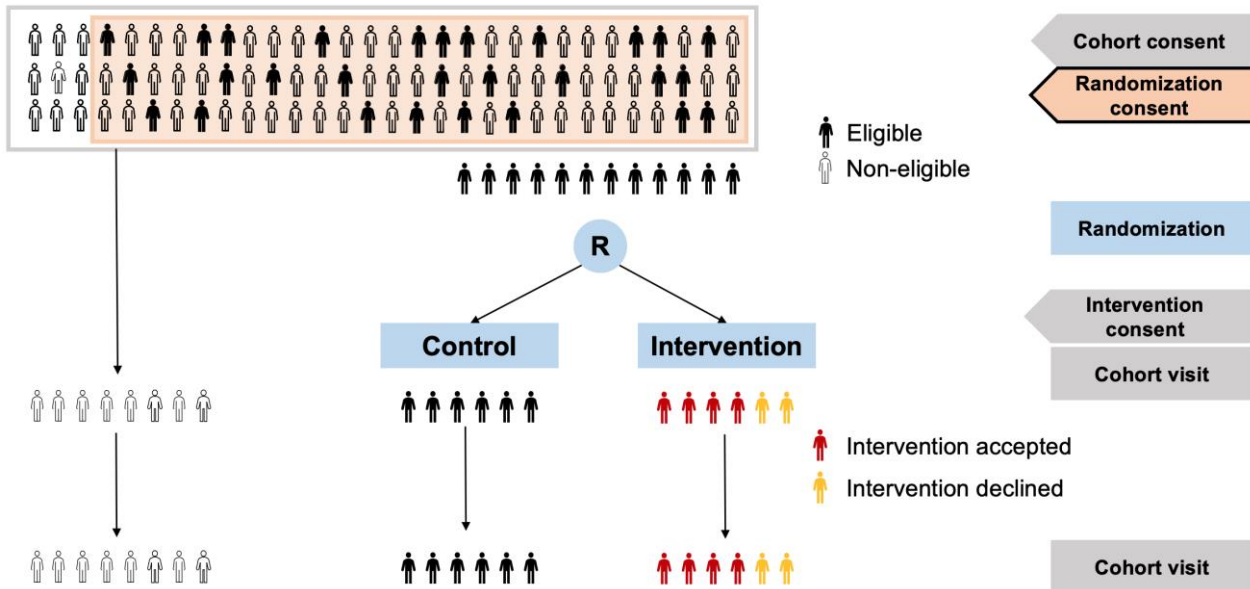 Cohort consent
Randomization
consent
Eligible
Non-eligible
Randomization
R
Intervention
consent
Control
Intervention
Cohort visit
Intervention accepted
Intervention declined
Cohort visit